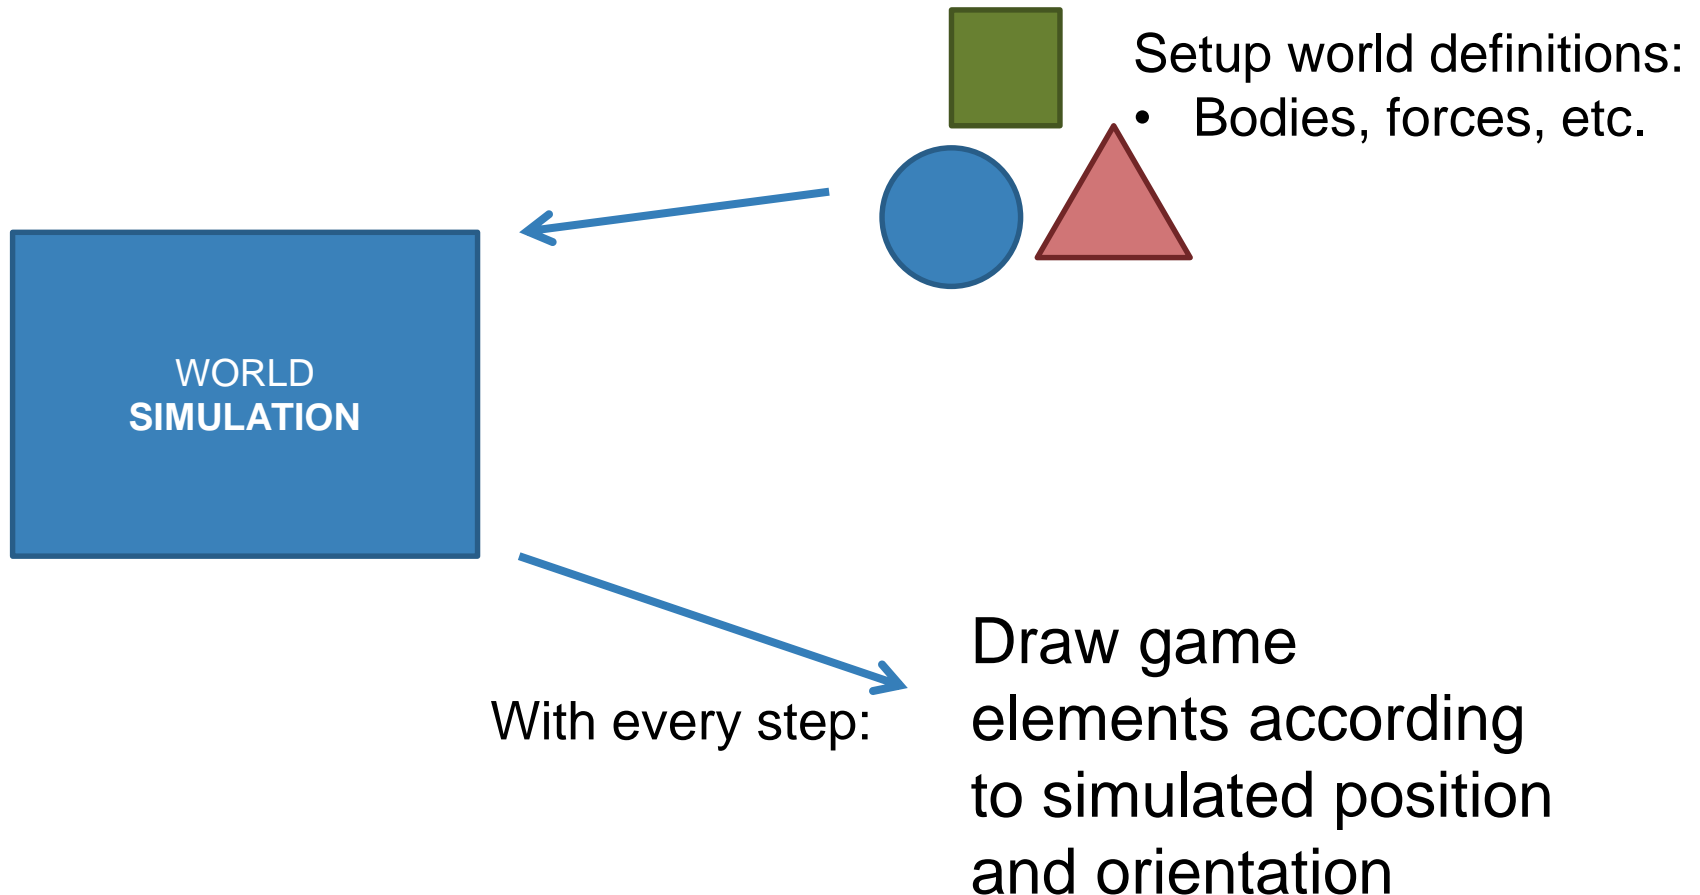 Setup world definitions:
• Bodies, forces, etc.
WORLD
SIMULATION
With every step:
Draw game
elements according
to simulated position
and orientation